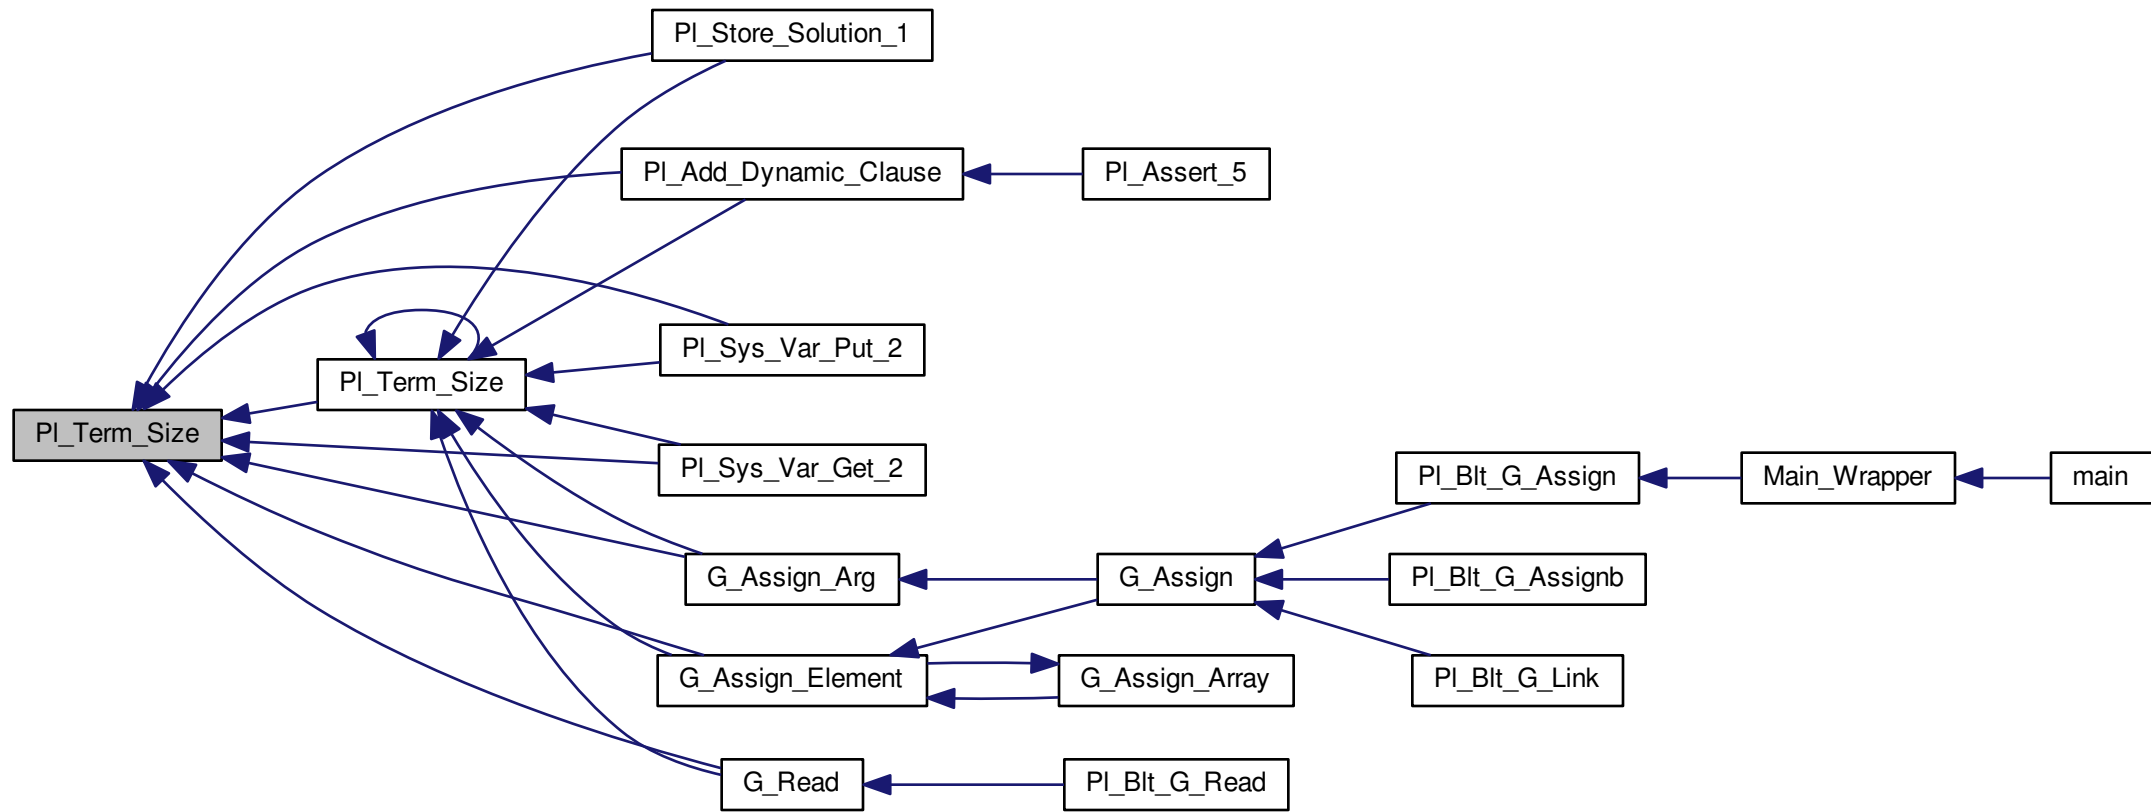 Pl_Store_Solution_1
Pl_Add_Dynamic_Clause
Pl_Assert_5
Pl_Sys_Var_Put_2
Pl_Term_Size
Pl_Term_Size
Pl_Sys_Var_Get_2
Pl_Blt_G_Assign
Main_Wrapper
main
G_Assign_Arg
G_Assign
Pl_Blt_G_Assignb
G_Assign_Element
G_Assign_Array
Pl_Blt_G_Link
G_Read
Pl_Blt_G_Read